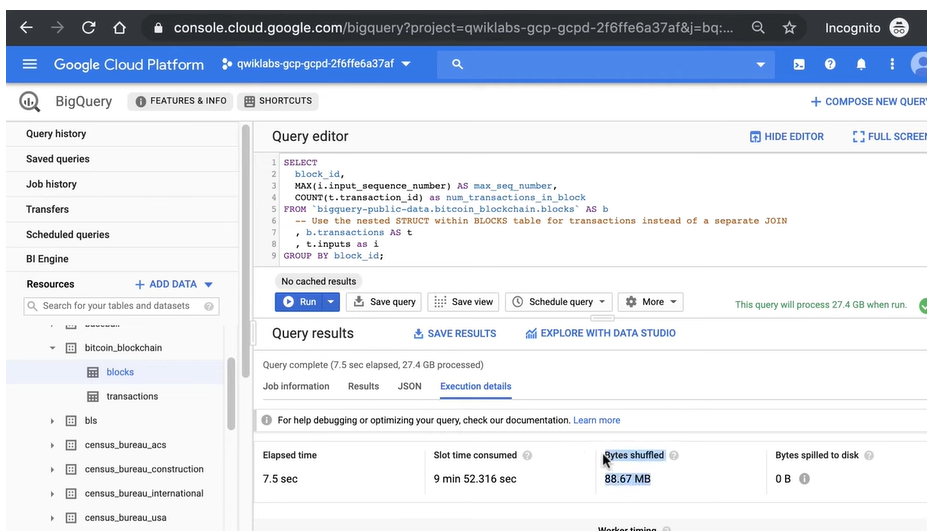 console.cloud.google.com/bigquery?project=qwiklabs-gcp-gcpd-2f6ffe6a37af&j=bq:...
Incognito
Google Cloud Platform
qwiklabs-gcp-gcpd-2f6ffe6a37af
BigQuery
FEATURES & INFO
SHORTCUTS
+ COMPOSE NEW QUERY
Query history
Saved queries
Job history
Transfers
Scheduled queries
BI Engine
Resources
+ ADD DATA
Search for your tables and datasets
bitcoin_blockchain
blocks
transactions
bls
census_bureau_acs
census_bureau_construction
census_bureau_international
census_bureau_usa
Query editor
HIDE EDITOR
FULL SCREEN
1 SELECT
2 block_id,
3 MAX(i.input_sequence_number) AS max_seq_number,
4 COUNT(t.transaction_id) as num_transactions_in_block
5 FROM `bigquery-public-data.bitcoin_blockchain.blocks` AS b
6 -- Use the nested STRUCT within BLOCKS table for transactions instead of a separate JOIN
7 , b.transactions AS t
8 , t.inputs as i
9 GROUP BY block_id;
No cached results
Run
Save query
Save view
Schedule query
More
This query will process 27.4 GB when run.
Query results
SAVE RESULTS
EXPLORE WITH DATA STUDIO
Query complete (7.5 sec elapsed, 27.4 GB processed)
Job information
Results
JSON
Execution details
For help debugging or optimizing your query, check our documentation. Learn more
Elapsed time
7.5 sec
Slot time consumed
9 min 52.316 sec
Bytes shuffled
88.67 MB
Bytes spilled to disk
0 B
Worker timing